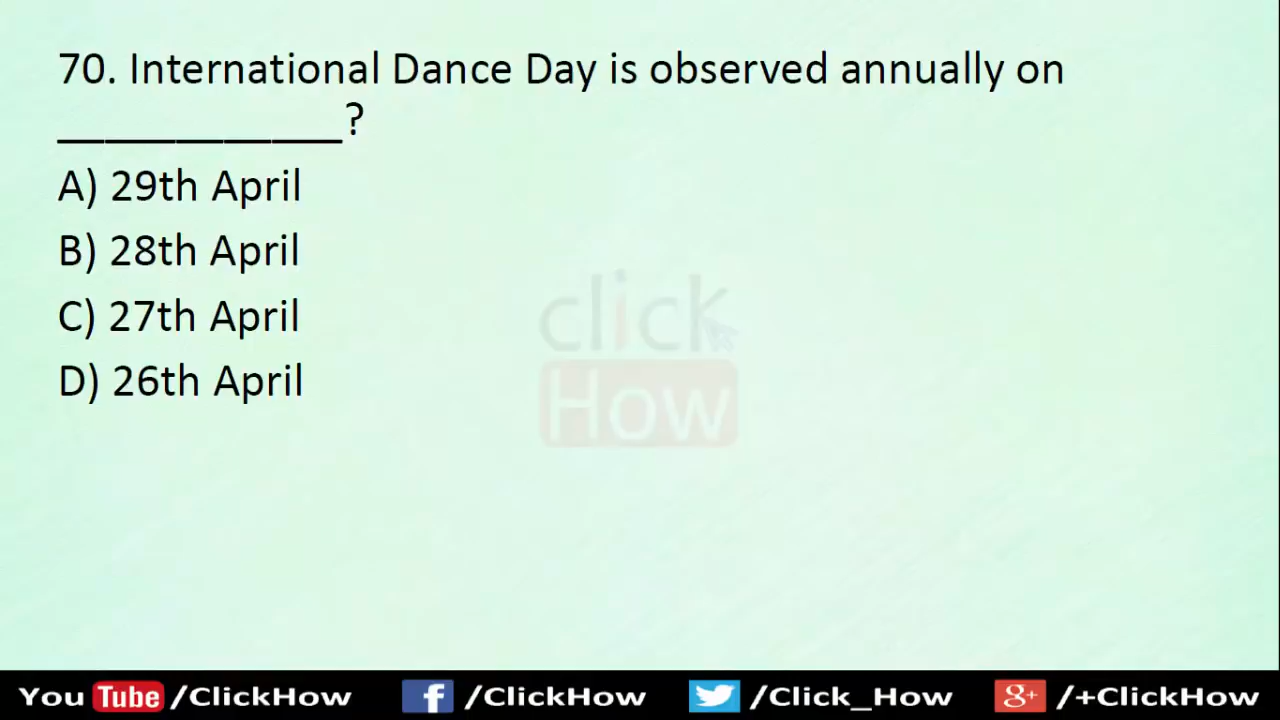 70. International Dance Day is observed annually on
____________?
A) 29th April
B) 28th April
C) 27th April
D) 26th April
click
How
You Tube /ClickHow f /ClickHow /Click_How g+ /+ClickHow